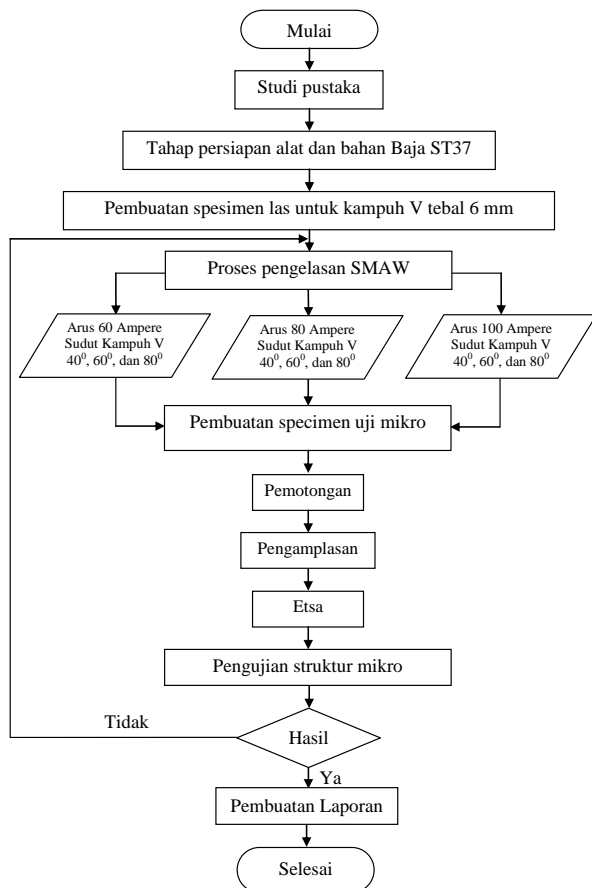 Mulai
Studi pustaka
Tahap persiapan alat dan bahan Baja ST37
Pembuatan spesimen las untuk kampuh V tebal 6 mm
Proses pengelasan SMAW
Arus 60 Ampere
Sudut Kampuh V
40⁰, 60⁰, dan 80⁰
Arus 80 Ampere
Sudut Kampuh V
40⁰, 60⁰, dan 80⁰
Arus 100 Ampere
Sudut Kampuh V
40⁰, 60⁰, dan 80⁰
Pembuatan specimen uji mikro
Pemotongan
Pengamplasan
Etsa
Pengujian struktur mikro
Tidak
Hasil
Ya
Pembuatan Laporan
Selesai